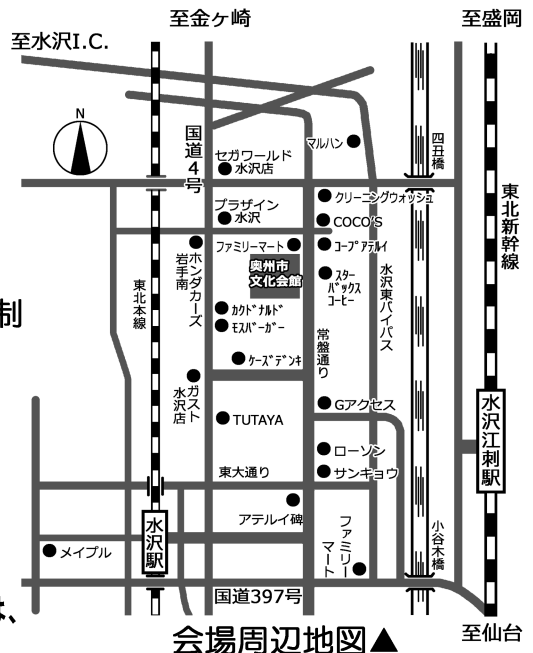 至金ヶ崎
至盛岡
至水沢I.C.
N
国道4号
マルハン
四丑橋
セガワールド
水沢店
クリーニングウォッシュ
プラザイン
水沢
COCO'S
東北新幹線
ファミリーマート
コープアテルイ
ホンダカーズ
岩手南
奥州市
文化会館
スター
バックス
コーヒー
水沢東バイパス
東北本線
制
カクドナルド
モスバーガー
常盤通り
ケーズデンキ
ガスト
水沢店
Gアクセス
水沢江刺駅
TUTAYA
ローソン
東大通り
サンキョウ
アテルイ碑
水沢駅
ファミリー
マート
小谷木橋
メイプル
国道397号
は、
至仙台
会場周辺地図▲